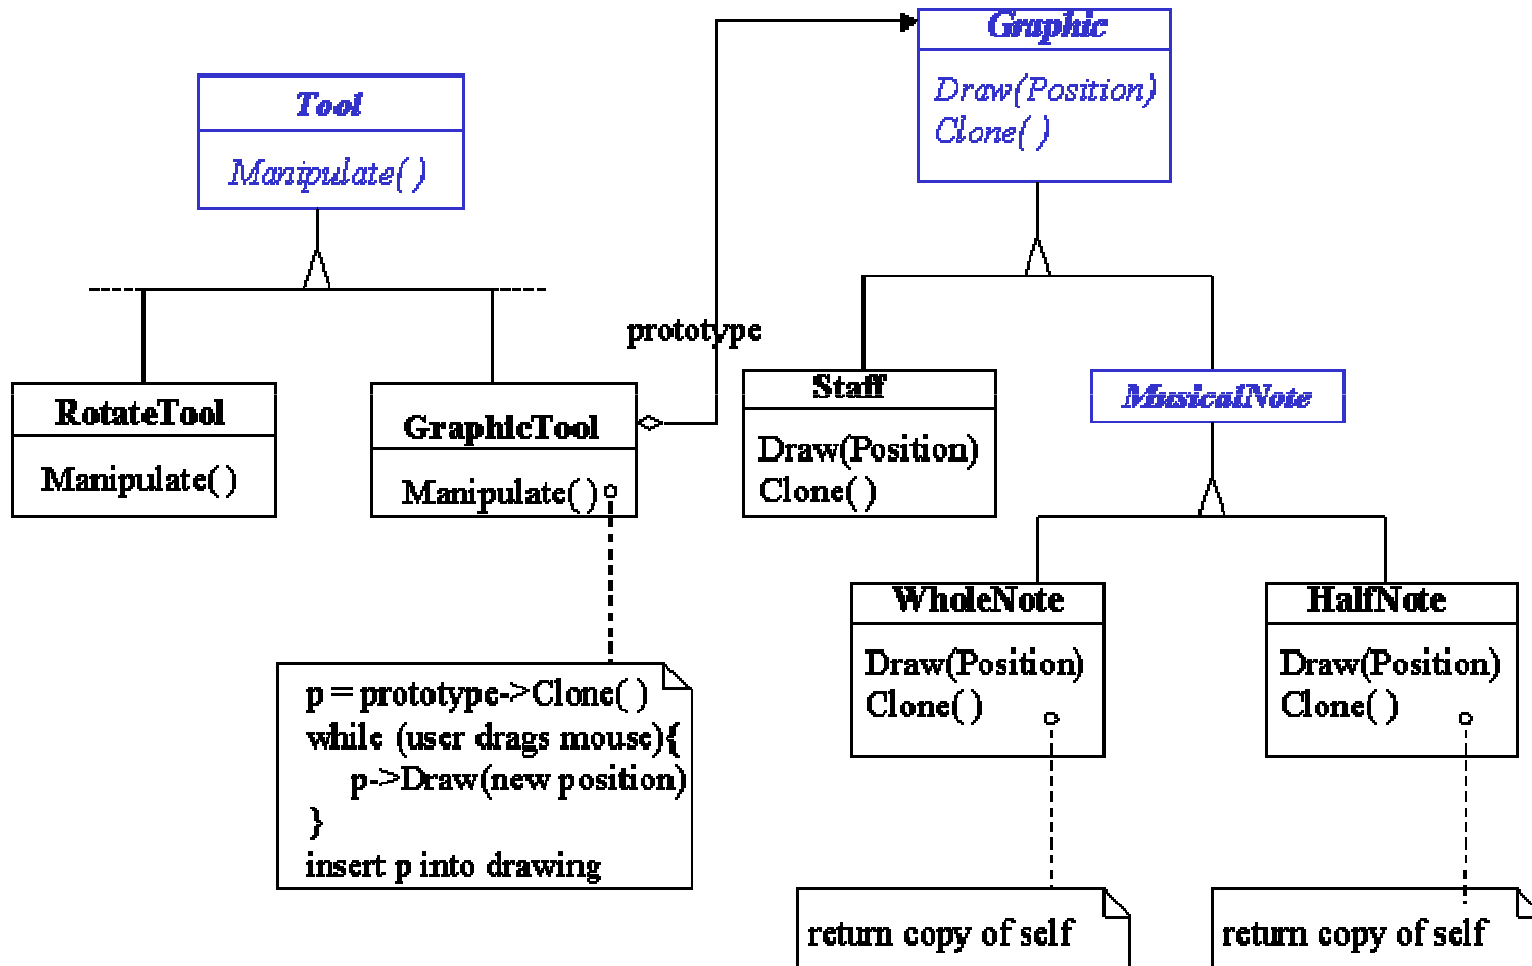 Graphic
Draw(Position)
Clone( )
Tool
Manipulate( )
prototype
RotateTool
Manipulate( )
GraphicTool
Manipulate( )
Staff
Draw(Position)
Clone( )
MusicalNote
WholeNote
Draw(Position)
Clone( )
HalfNote
Draw(Position)
Clone( )
p = prototype->Clone( )
while (user drags mouse){
p->Draw(new position)
}
insert p into drawing
return copy of self
return copy of self